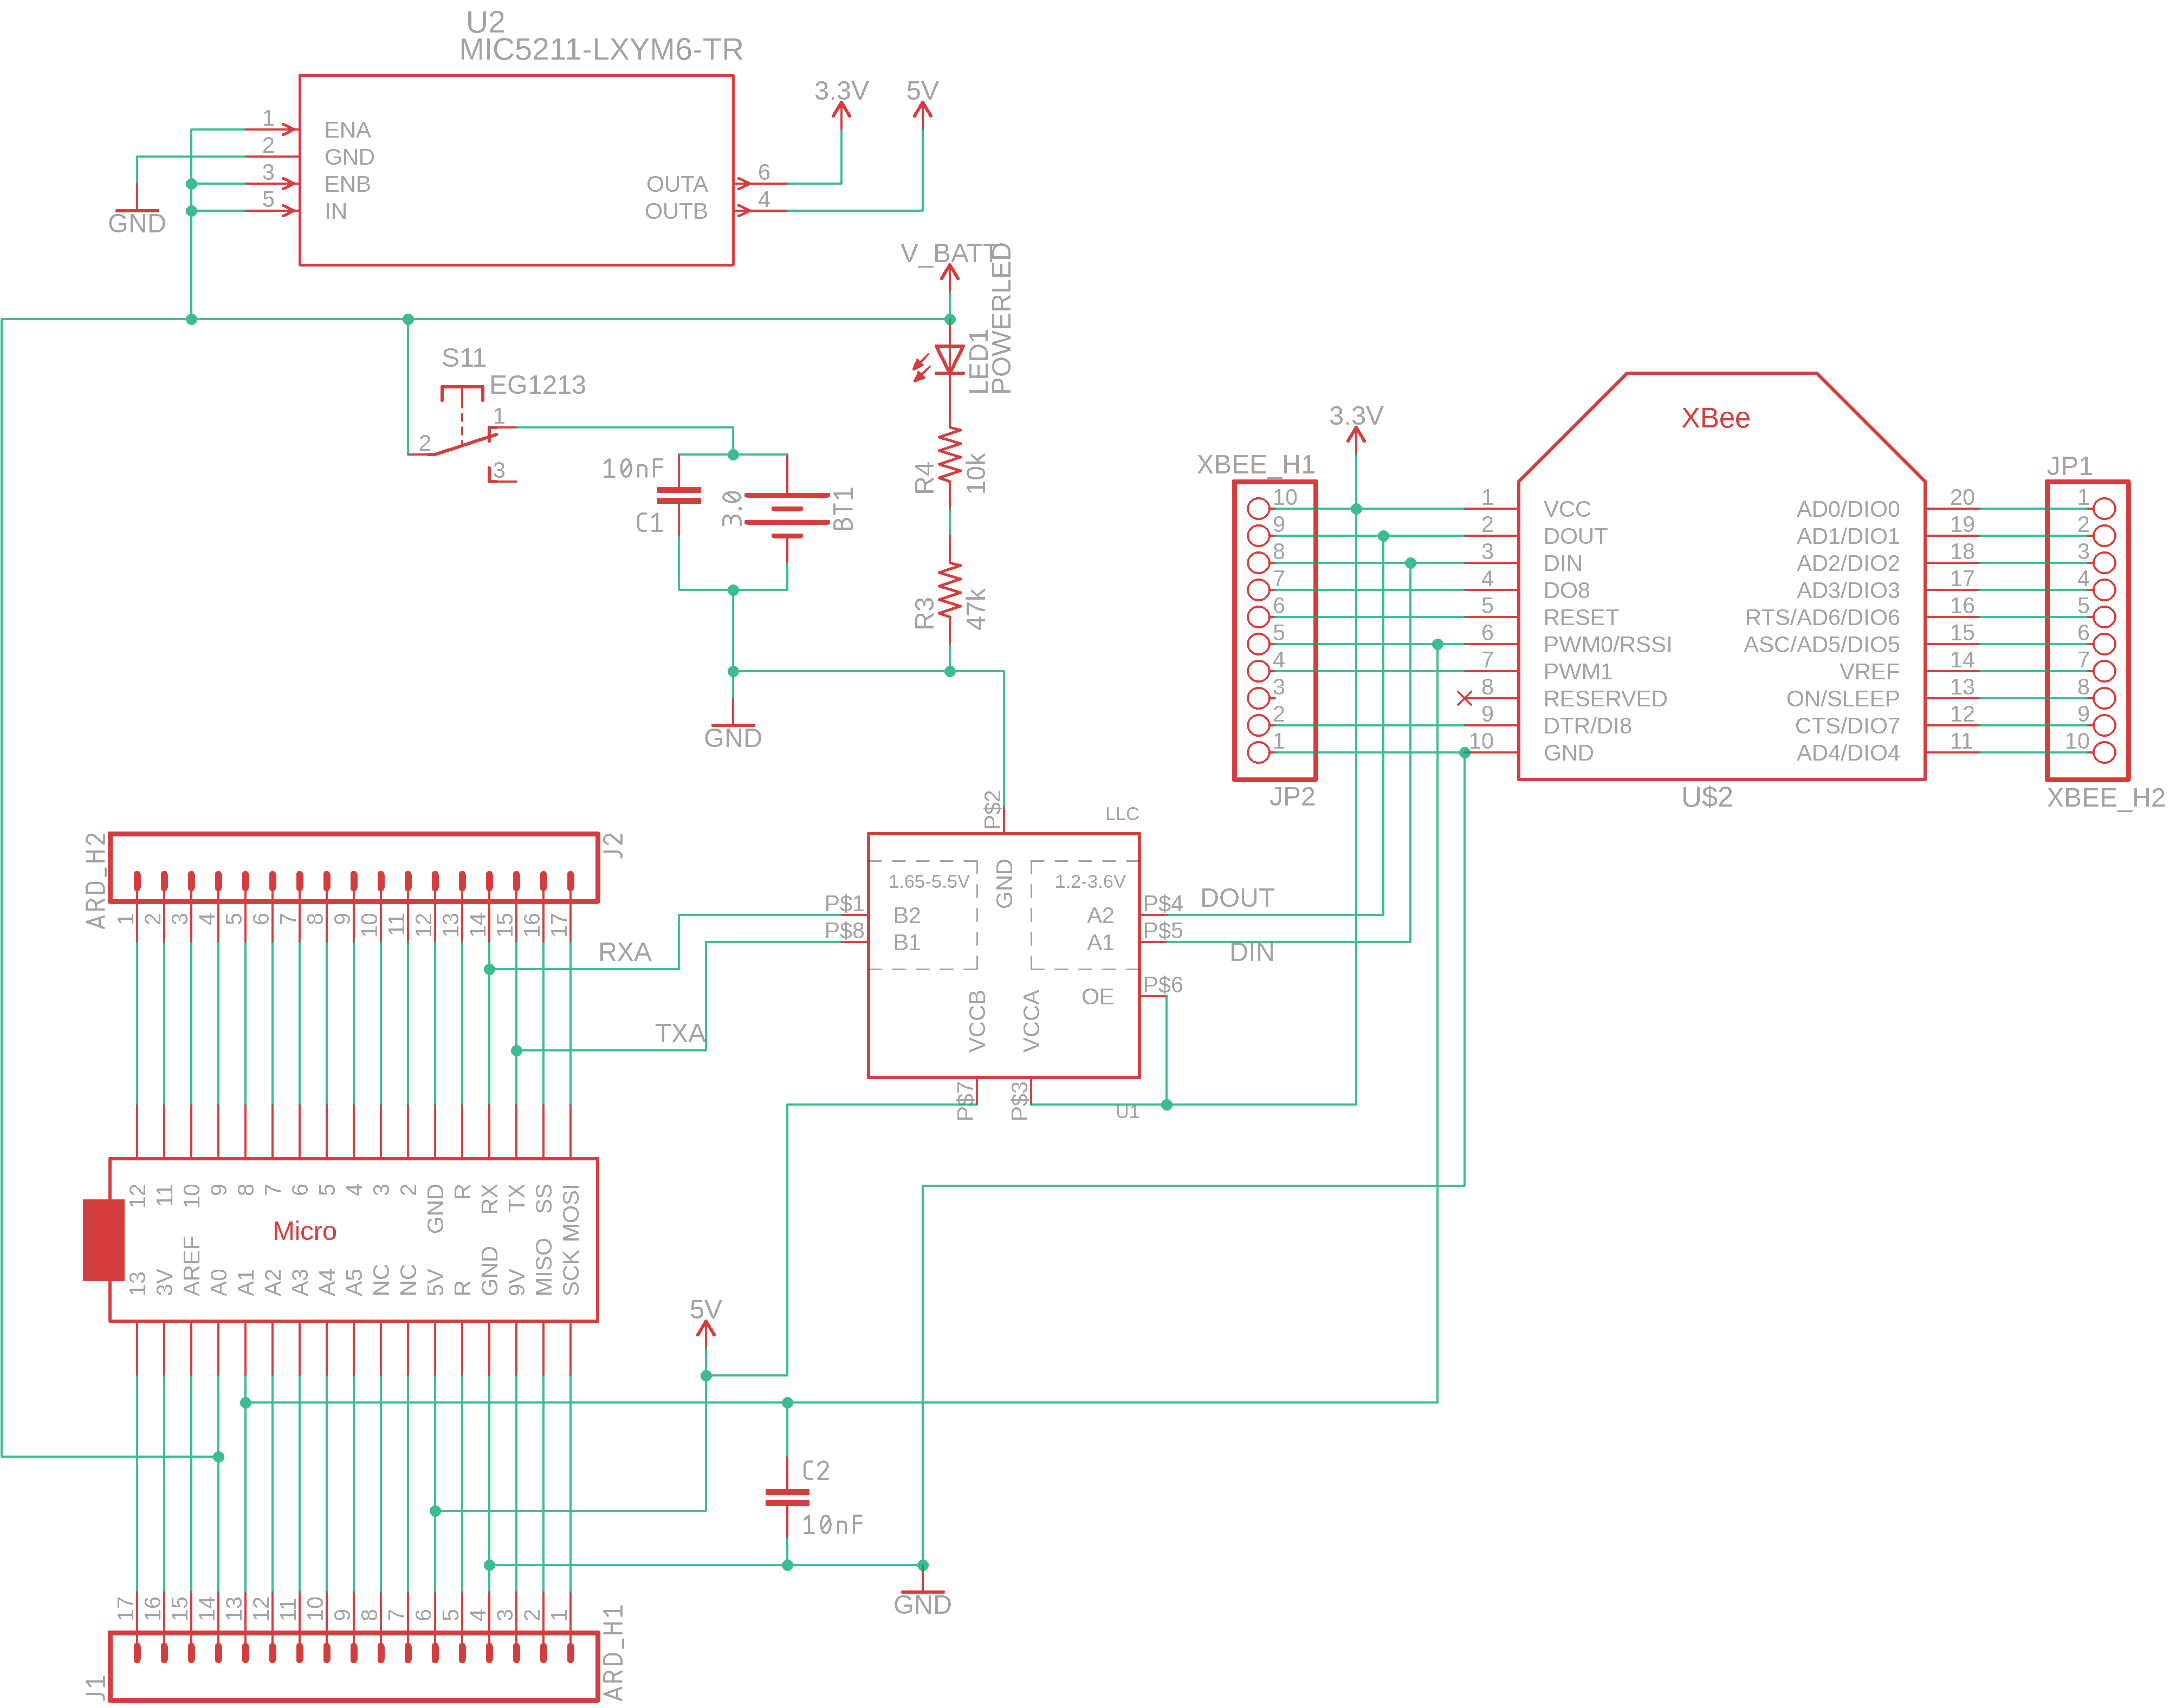 U2
MIC5211-LXYM6-TR
3.3V
5V
1
ENA
2
GND
3
ENB
5
IN
OUTA
6
OUTB
4
GND
V_BATT
LED1
POWERLED
S11
EG1213
1
2
3
10nF
C1
3.0
BT1
R4
10k
R3
47k
GND
3.3V
XBee
XBEE_H1
JP1
10
1
VCC
AD0/DIO0
20
1
9
2
DOUT
AD1/DIO1
19
2
8
3
DIN
AD2/DIO2
18
3
7
4
DO8
AD3/DIO3
17
4
6
5
RESET
RTS/AD6/DIO6
16
5
5
6
PWM0/RSSI
ASC/AD5/DIO5
15
6
4
7
PWM1
VREF
14
7
3
8
RESERVED
ON/SLEEP
13
8
2
9
DTR/DI8
CTS/DIO7
12
9
1
10
GND
AD4/DIO4
11
10
JP2
U$2
XBEE_H2
P$2
LLC
1.65-5.5V
GND
1.2-3.6V
P$1
B2
A2
P$4
DOUT
P$8
B1
A1
P$5
DIN
OE
P$6
VCCB
VCCA
P$7
P$3
U1
ARD_H2
J2
1 2 3 4 5 6 7 8 9 10 11 12 13 14 15 16 17
RXA
TXA
12 11 10 9 8 7 6 5 4 3 2 GND R RX TX SS MOSI
Micro
13 3V AREF A0 A1 A2 A3 A4 A5 NC NC 5V R GND 9V MISO SCK
5V
C2
10nF
GND
17 16 15 14 13 12 11 10 9 8 7 6 5 4 3 2 1
J1
ARD_H1